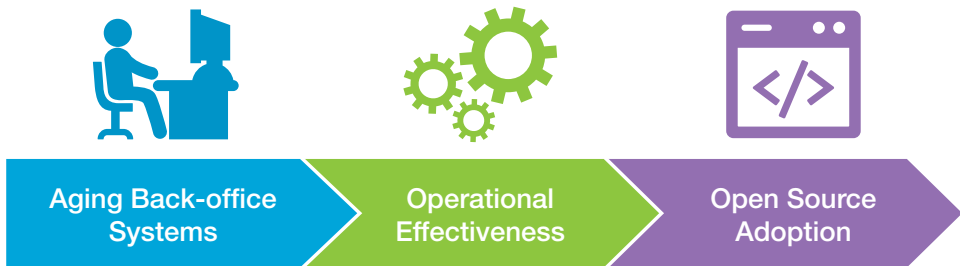 Aging Back-office
Systems
Operational
Effectiveness
Open Source
Adoption